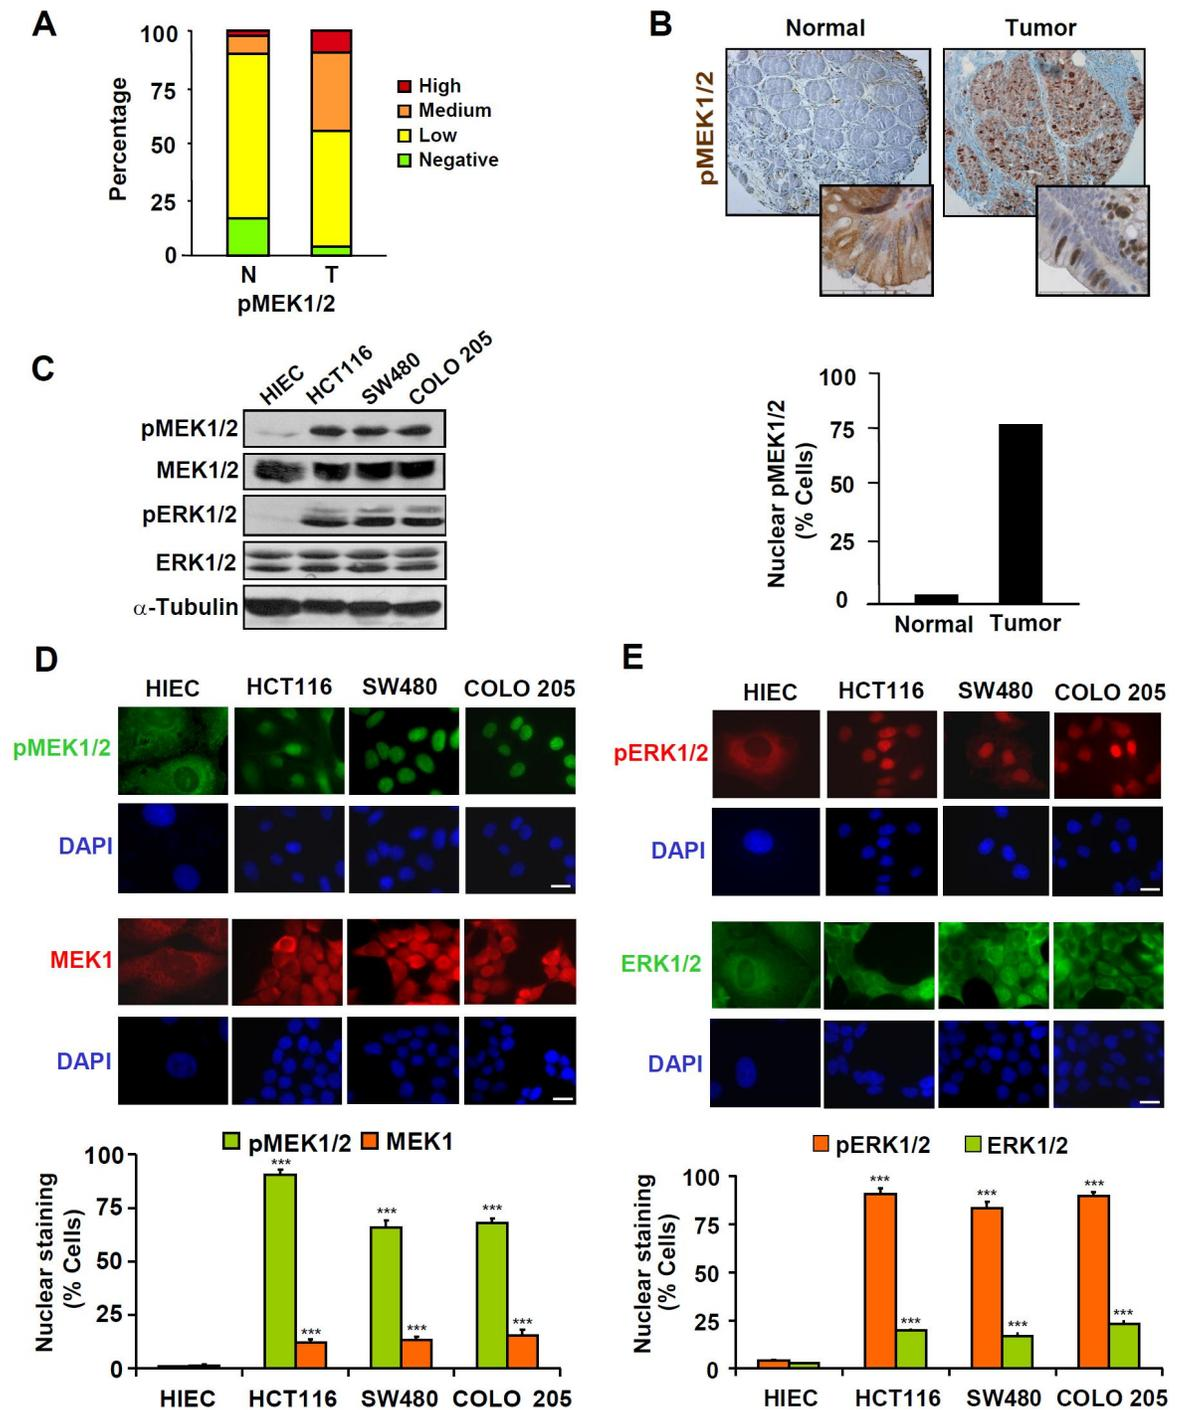 A
100
75
50
25
0
Percentage
High
Medium
Low
Negative
N T
pMEK1/2
B
Normal Tumor
pMEK1/2
100
75
50
25
0
Nuclear pMEK1/2
(% Cells)
Normal Tumor
C
HIEC HCT116 SW480 COLO 205
pMEK1/2
MEK1/2
pERK1/2
ERK1/2
α-Tubulin
D
HIEC HCT116 SW480 COLO 205
pMEK1/2
DAPI
MEK1
DAPI
pMEK1/2 MEK1
100
75
50
25
0
Nuclear staining
(% Cells)
*** *** ***
*** *** ***
HIEC HCT116 SW480 COLO 205
E
HIEC HCT116 SW480 COLO 205
pERK1/2
DAPI
ERK1/2
DAPI
pERK1/2 ERK1/2
100
75
50
25
0
Nuclear staining
(% Cells)
*** *** ***
*** *** ***
HIEC HCT116 SW480 COLO 205